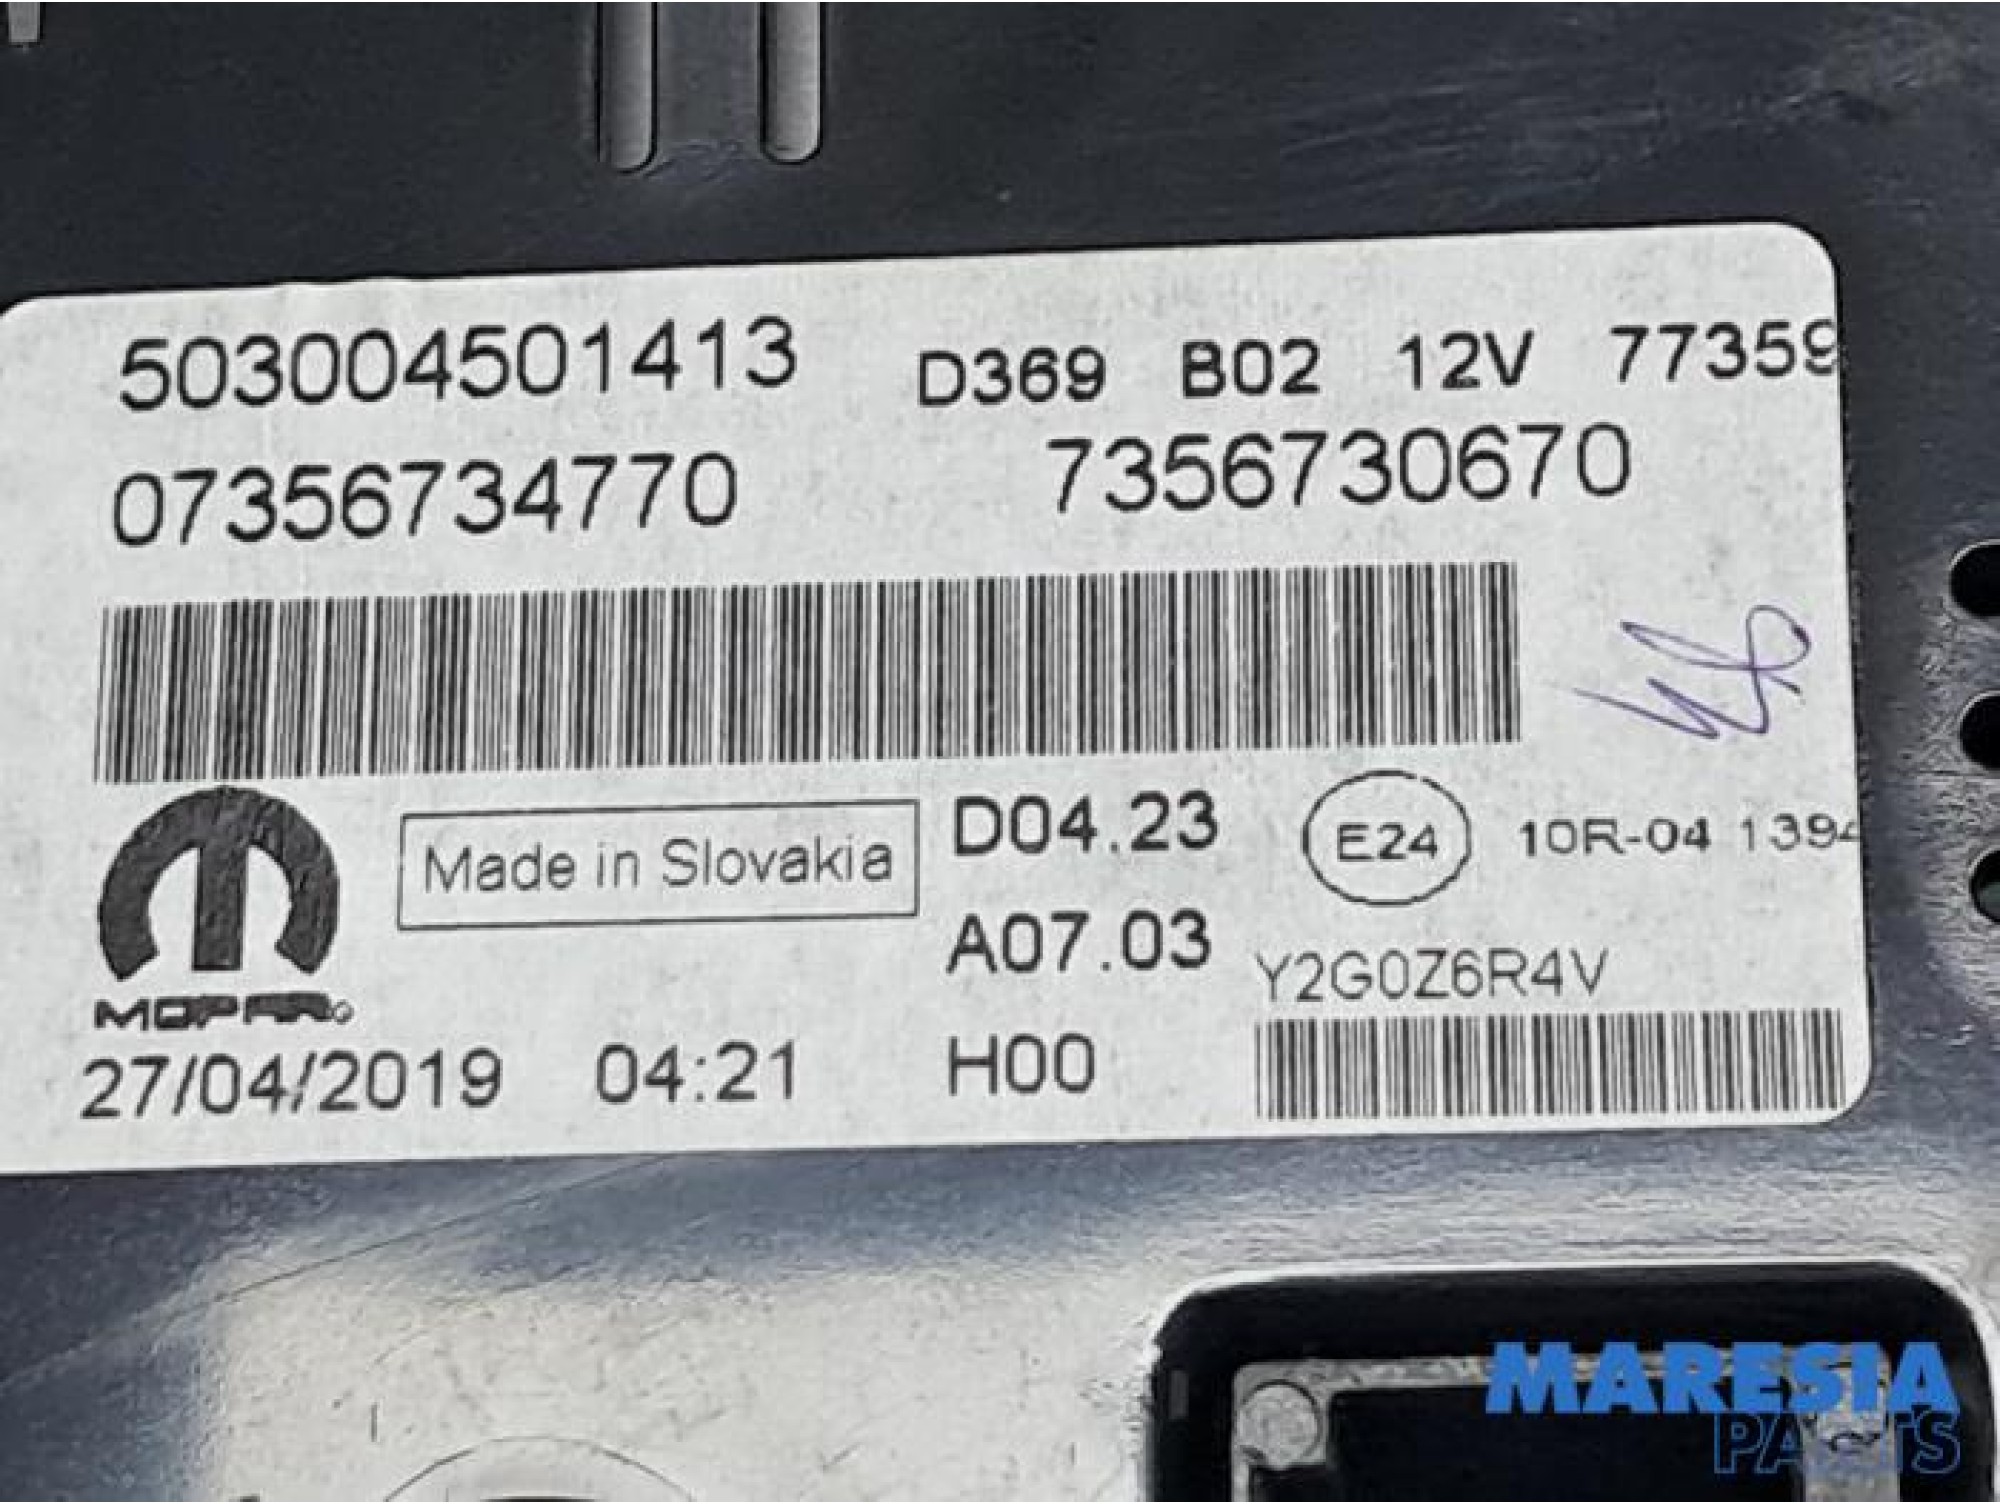 503004501413 D369 B02 12V 77359
07356734770 7356730670
Made in Slovakia D04.23 E24 10R-04 1394
A07.03 Y2G0Z6R4V
MOPAR
27/04/2019 04:21 H00
MARESIA
PARTS